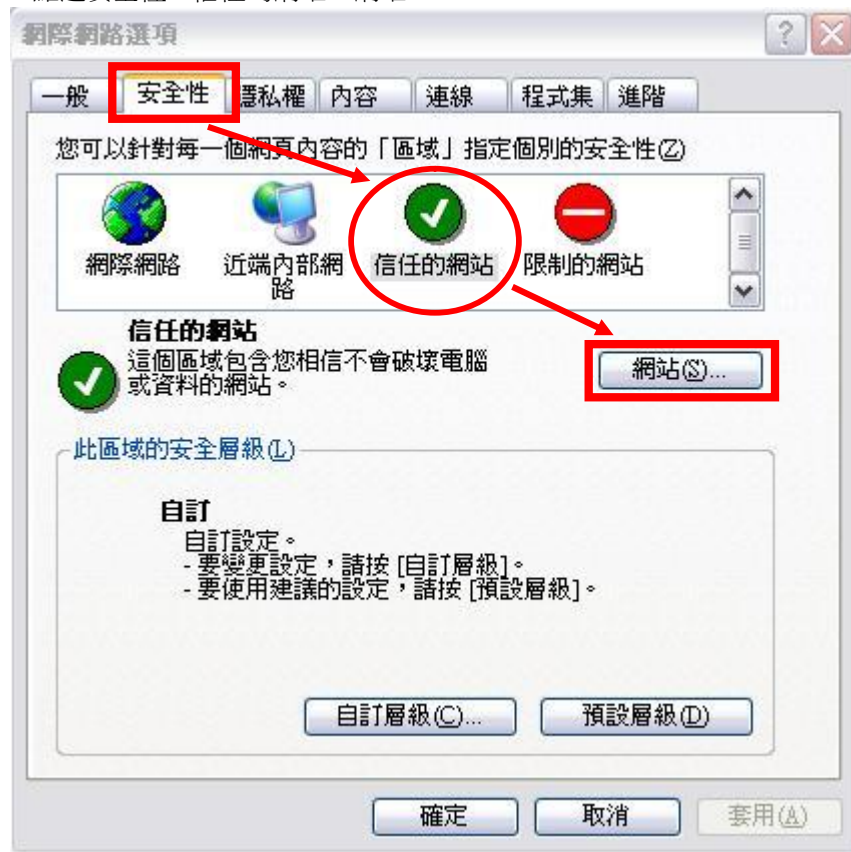 網際網路選項
一般 安全性 隱私權 內容 連線 程式集 進階
您可以針對每一個網頁內容的「區域」指定個別的安全性(Z)
網際網路 近端內部網路 信任的網站 限制的網站
信任的網站
這個區域包含您相信不會破壞電腦
或資料的網站。
網站(S)...
此區域的安全層級(L)
自訂
自訂設定。
- 要變更設定，請按 [自訂層級]。
- 要使用建議的設定，請按 [預設層級]。
自訂層級(C)... 預設層級(D)
確定 取消 套用(A)